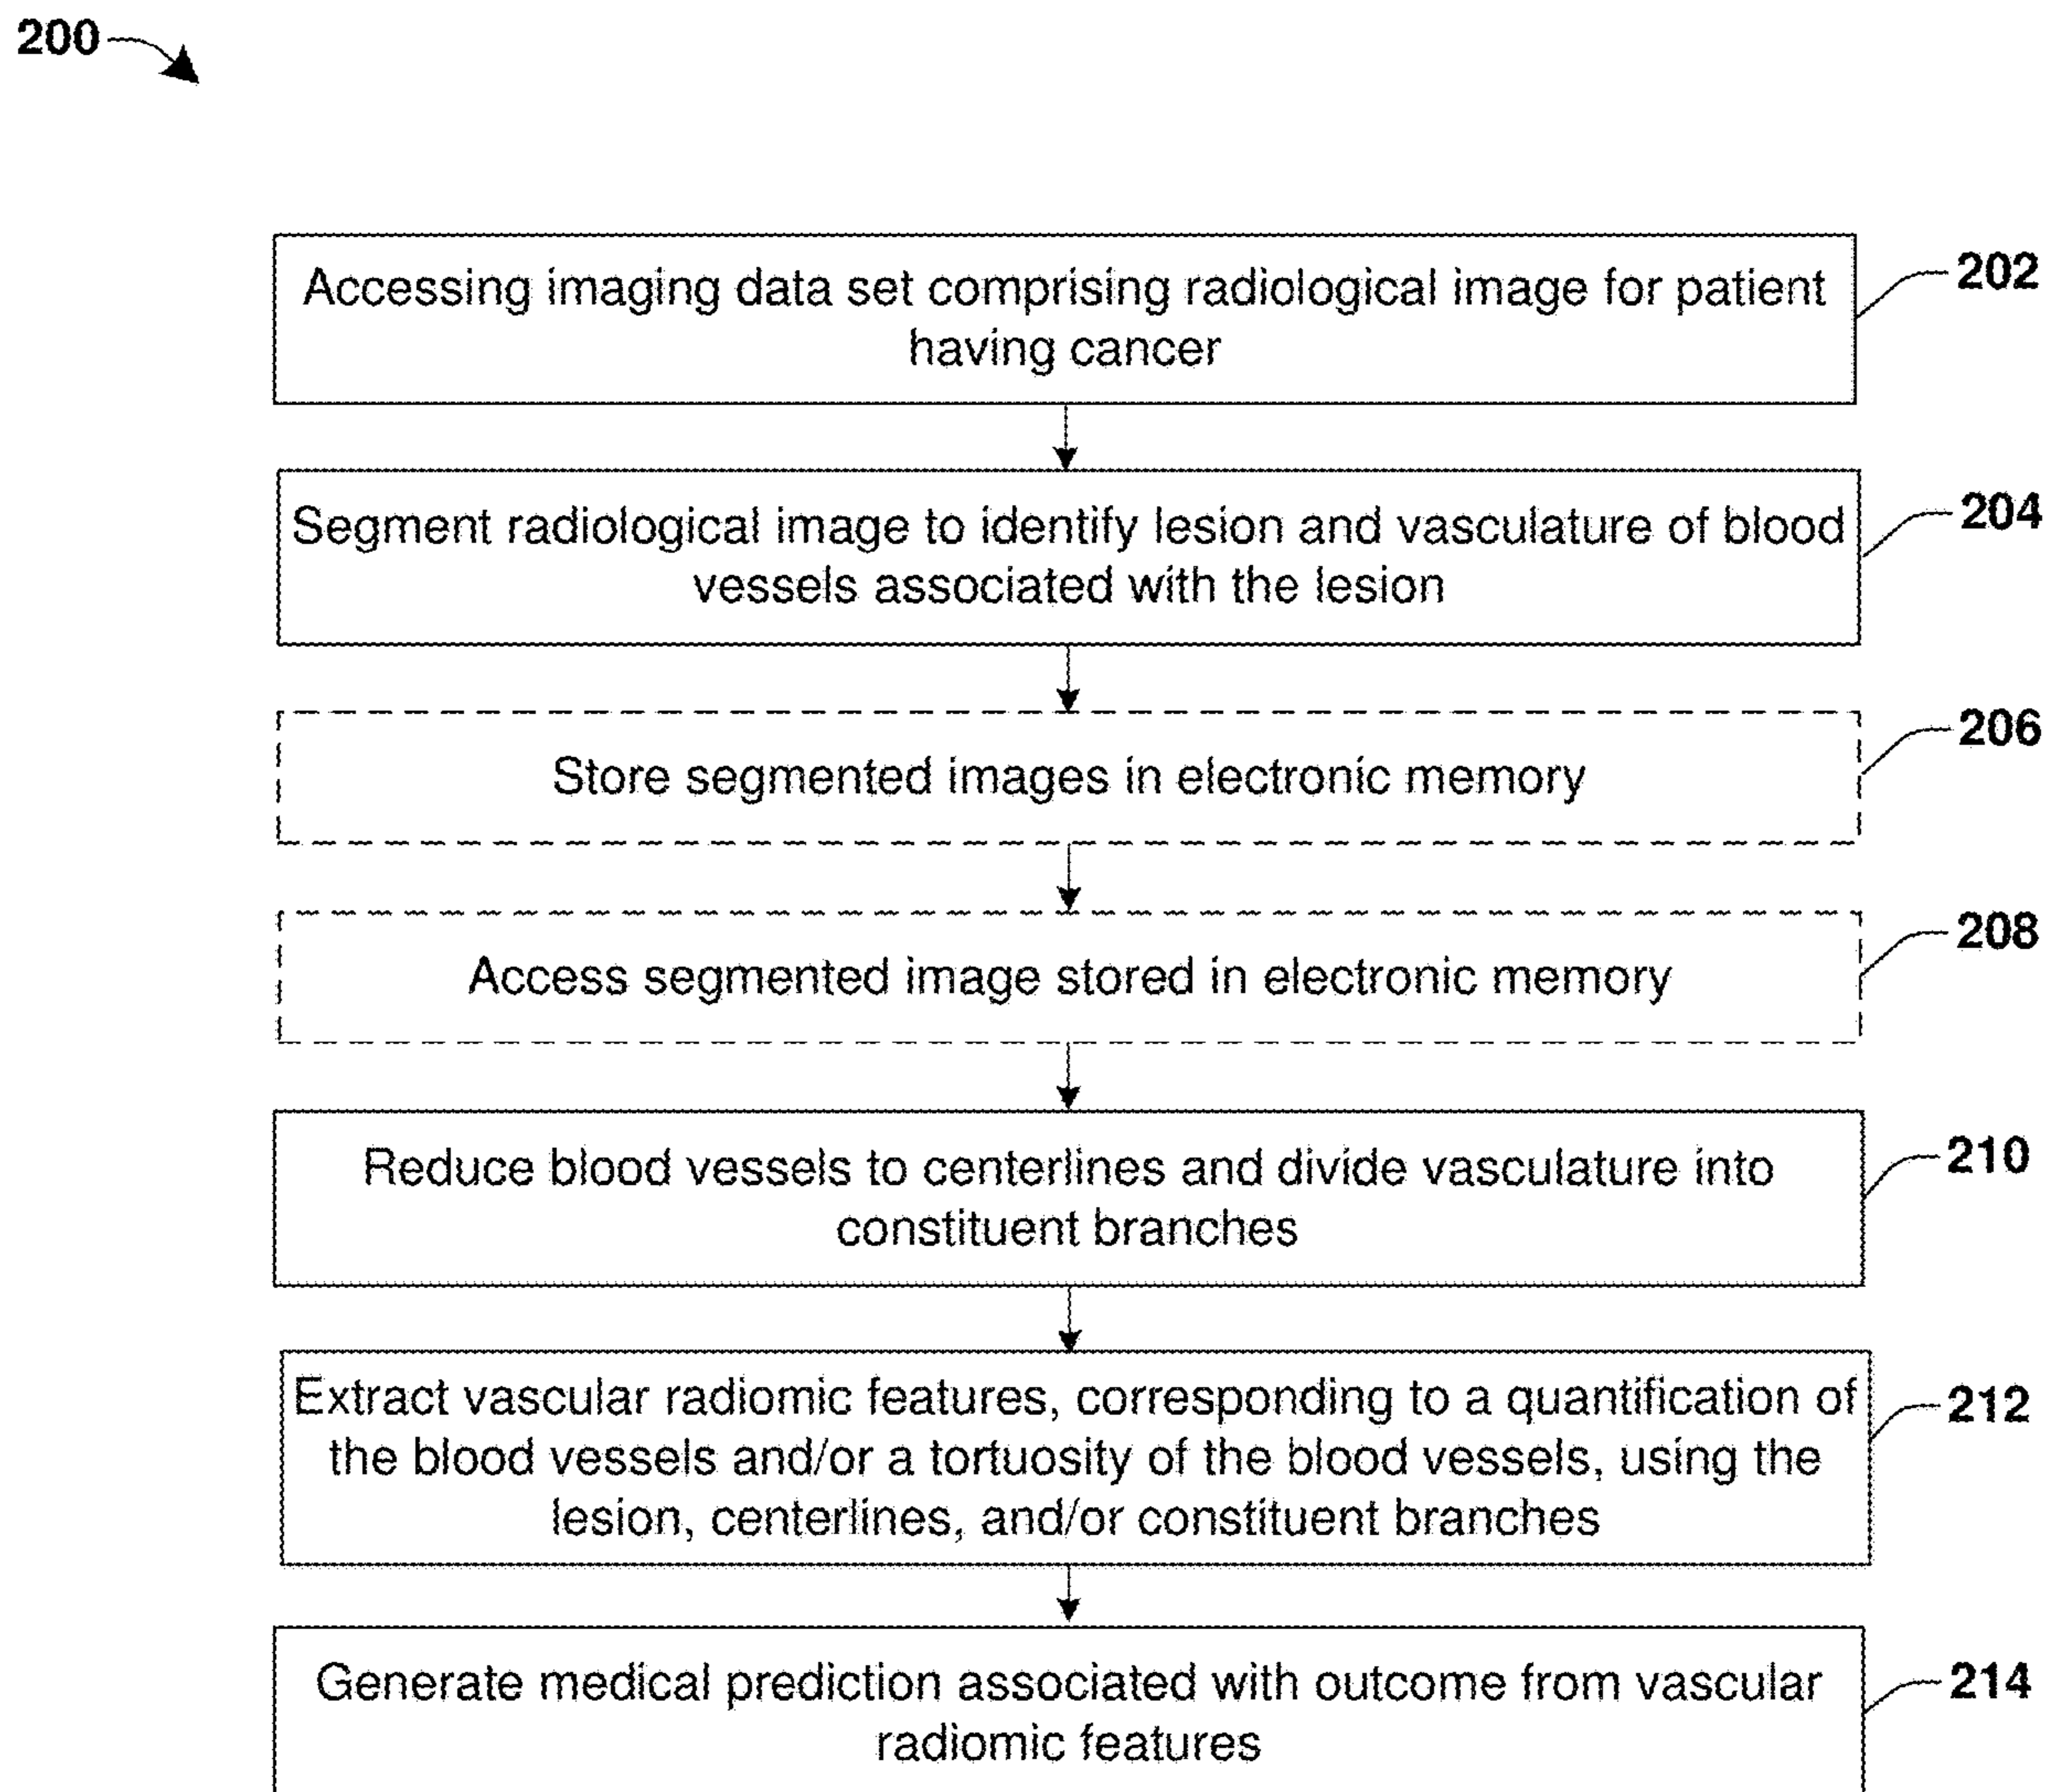 200
Accessing imaging data set comprising radiological image for patient
having cancer
202
Segment radiological image to identify lesion and vasculature of blood
vessels associated with the lesion
204
Store segmented images in electronic memory
206
Access segmented image stored in electronic memory
208
Reduce blood vessels to centerlines and divide vasculature into
constituent branches
210
Extract vascular radiomic features, corresponding to a quantification of
the blood vessels and/or a tortuosity of the blood vessels, using the
lesion, centerlines, and/or constituent branches
212
Generate medical prediction associated with outcome from vascular
radiomic features
214